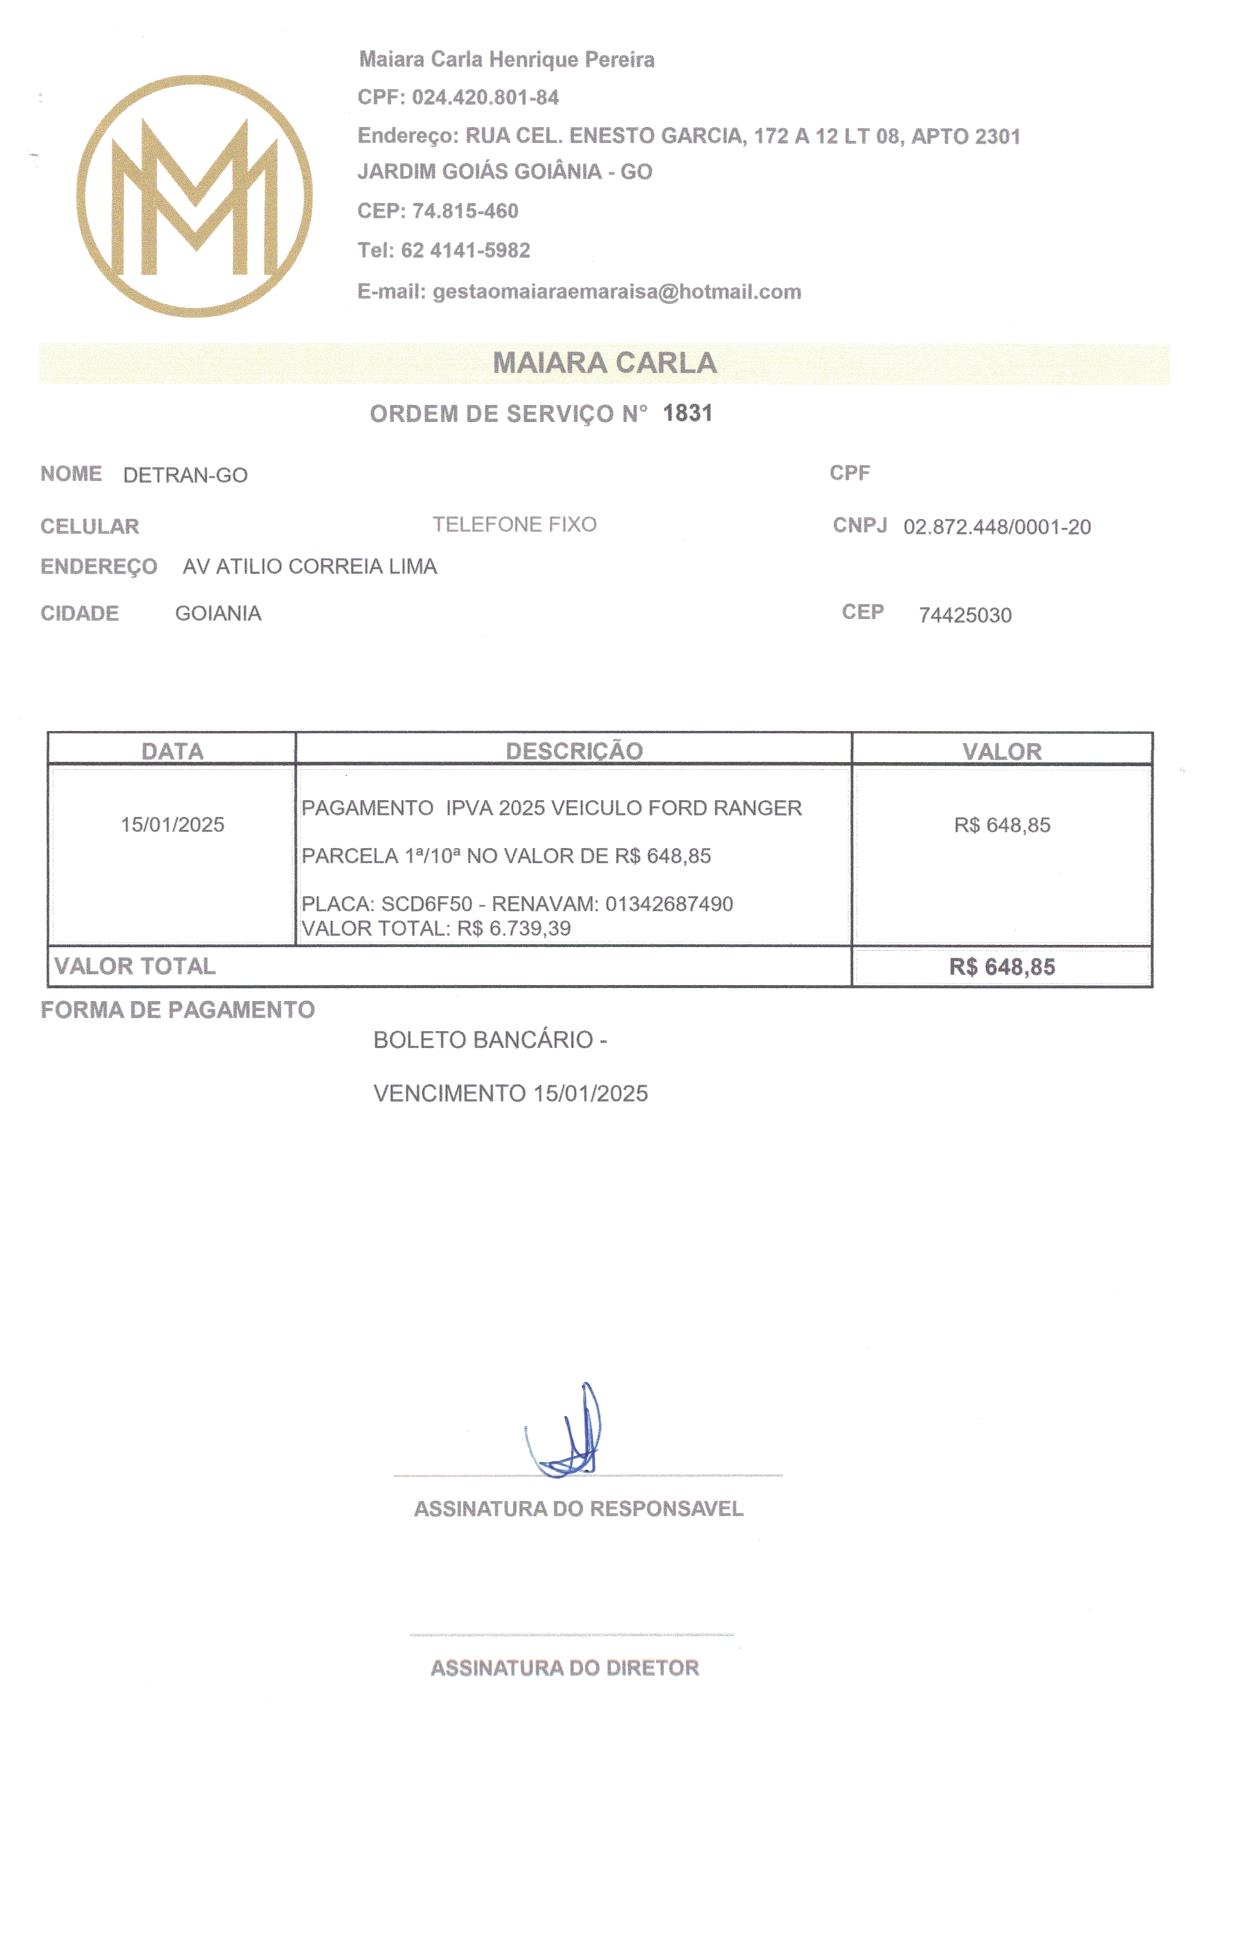 Maiara Carla Henrique Pereira
CPF: 024.420.801-84
Endereço: RUA CEL. ENESTO GARCIA, 172 A 12 LT 08, APTO 2301
JARDIM GOIÁS GOIÂNIA - GO
CEP: 74.815-460
Tel: 62 4141-5982
E-mail: gestaomaiaraemaraisa@hotmail.com
MAIARA CARLA
ORDEM DE SERVIÇO N° 1831
NOME DETRAN-GO CPF
CELULAR TELEFONE FIXO CNPJ 02.872.448/0001-20
ENDEREÇO AV ATILIO CORREIA LIMA
CIDADE GOIANIA CEP 74425030
DATA DESCRIÇÃO VALOR
PAGAMENTO IPVA 2025 VEICULO FORD RANGER
15/01/2025 R$ 648,85
PARCELA 1ª/10ª NO VALOR DE R$ 648,85
PLACA: SCD6F50 - RENAVAM: 01342687490
VALOR TOTAL: R$ 6.739,39
VALOR TOTAL R$ 648,85
FORMA DE PAGAMENTO
BOLETO BANCÁRIO -
VENCIMENTO 15/01/2025
ASSINATURA DO RESPONSAVEL
ASSINATURA DO DIRETOR